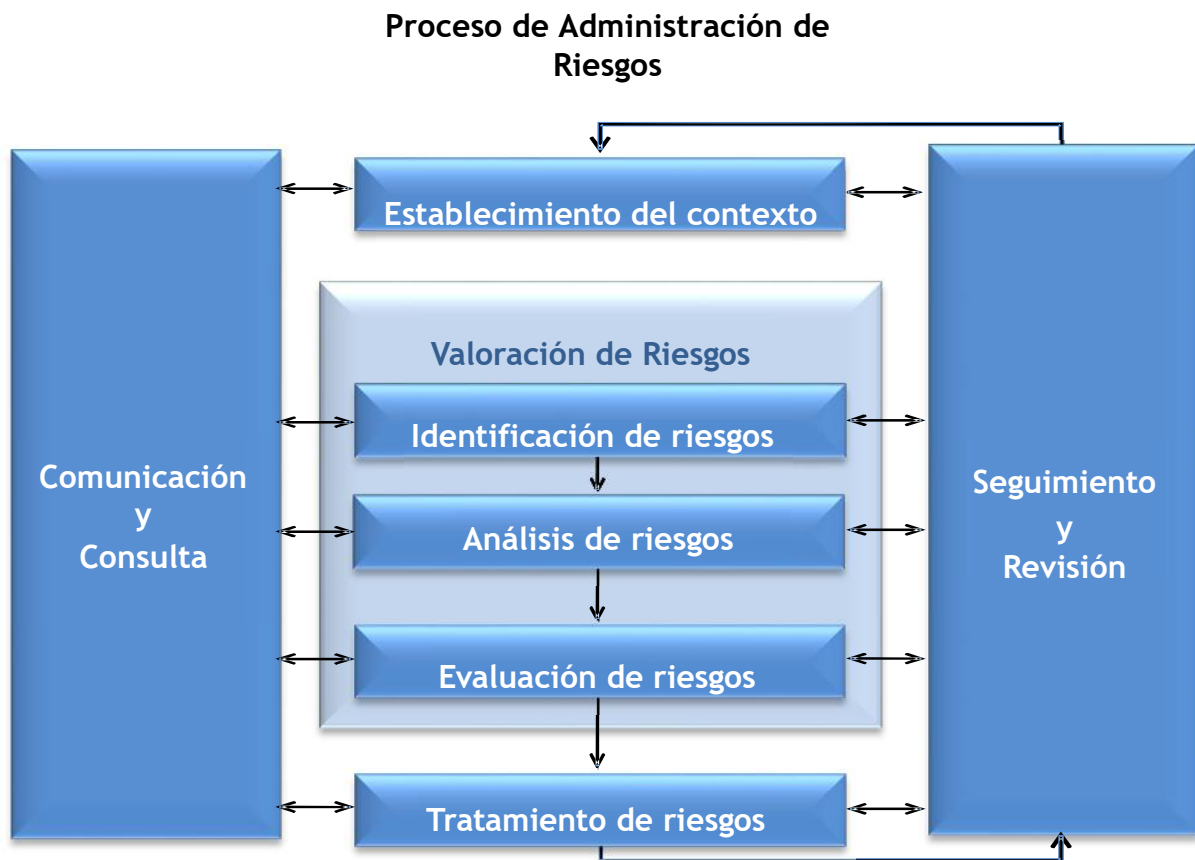 Proceso de Administración de
Riesgos
Establecimiento del contexto
Valoración de Riesgos
Identificación de riesgos
Análisis de riesgos
Evaluación de riesgos
Tratamiento de riesgos
Comunicación
y
Consulta
Seguimiento
y
Revisión